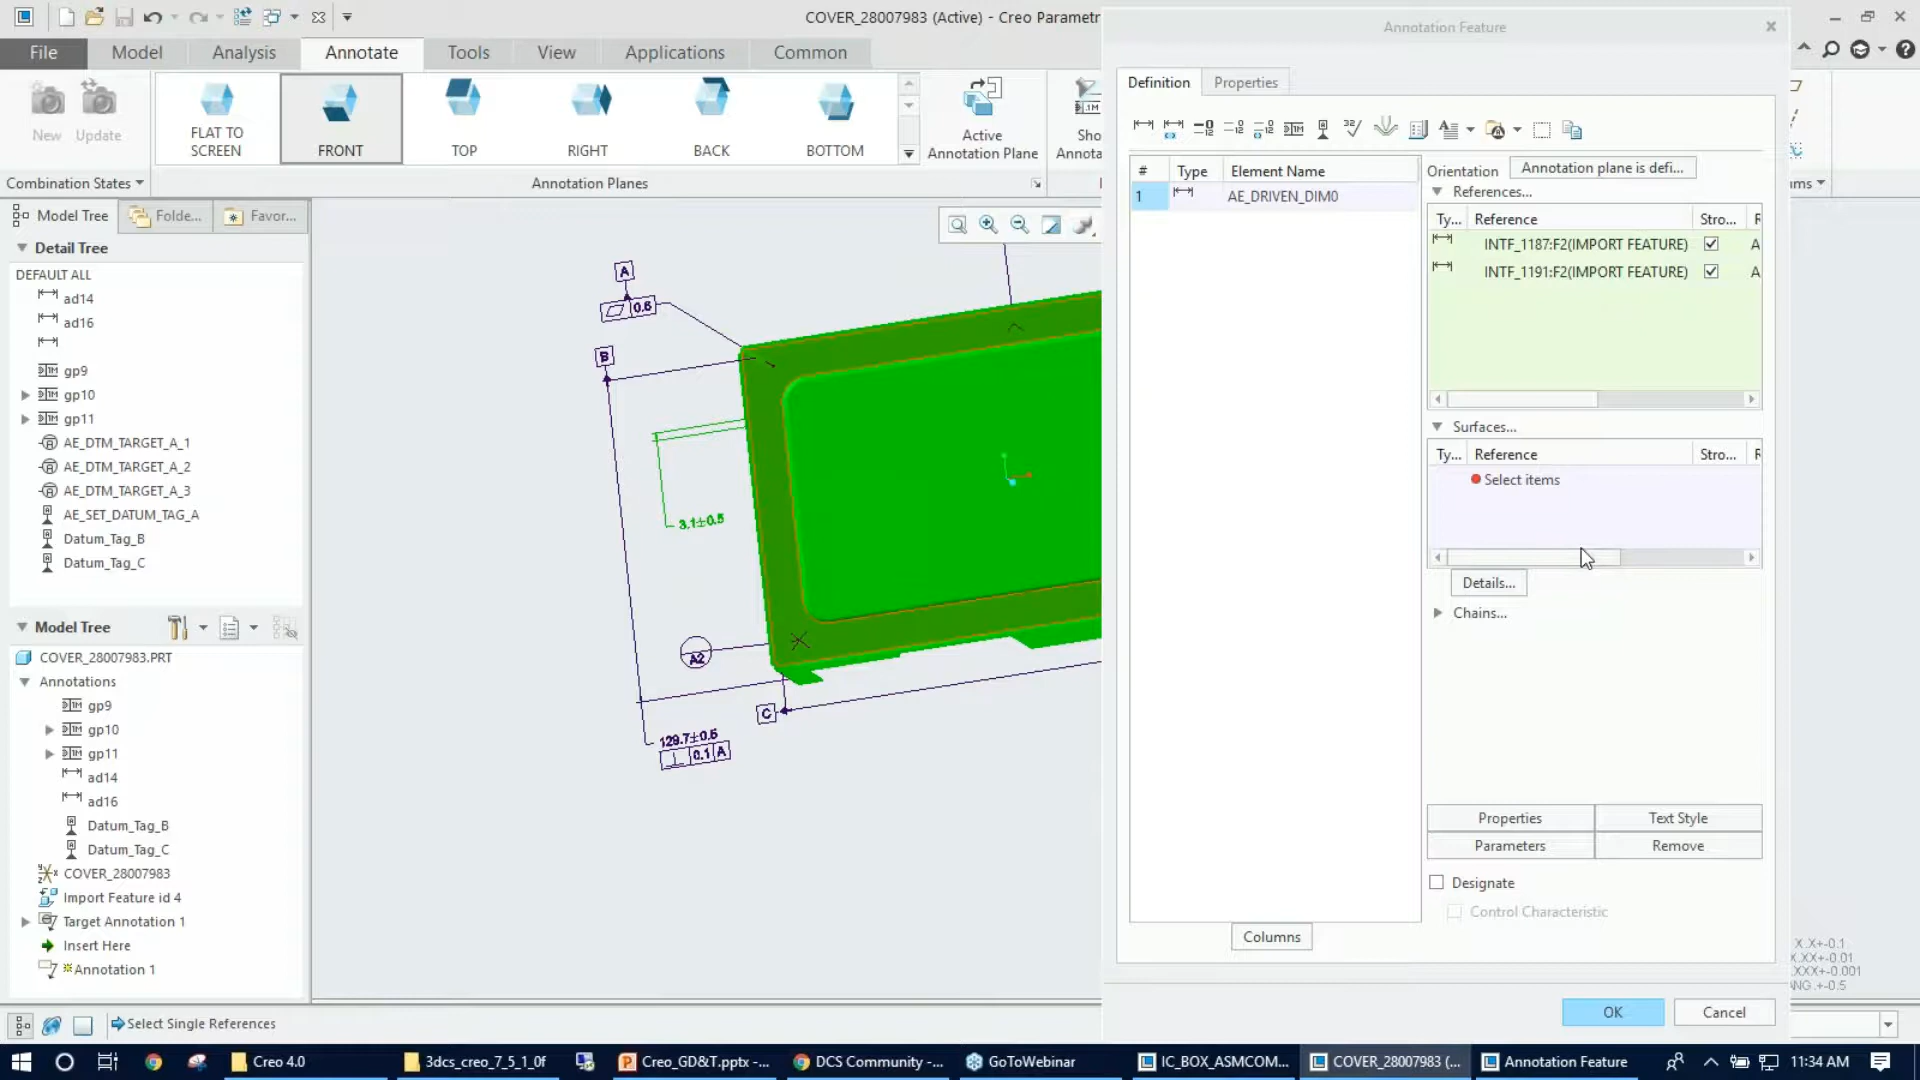 COVER_28007983 (Active) - Creo Parametr
Annotation Feature
File
Model
Analysis
Annotate
Tools
View
Applications
Common
New
Update
FLAT TO
SCREEN
FRONT
TOP
RIGHT
BACK
BOTTOM
Active
Annotation Plane
Sho
Annota
Combination States
Annotation Planes
ms
Definition
Properties
# Type Element Name
1 AE_DRIVEN_DIM0
Orientation
Annotation plane is defi...
References...
Ty... Reference Stro... R
INTF_1187:F2(IMPORT FEATURE) A
INTF_1191:F2(IMPORT FEATURE) A
Surfaces...
Ty... Reference Stro... R
Select items
Details...
Chains...
Properties
Text Style
Parameters
Remove
Designate
Control Characteristic
Columns
OK
Cancel
Model Tree
Folde...
Favor...
Detail Tree
DEFAULT ALL
ad14
ad16
gp9
gp10
gp11
AE_DTM_TARGET_A_1
AE_DTM_TARGET_A_2
AE_DTM_TARGET_A_3
AE_SET_DATUM_TAG_A
Datum_Tag_B
Datum_Tag_C
Model Tree
COVER_28007983.PRT
Annotations
gp9
gp10
gp11
ad14
ad16
Datum_Tag_B
Datum_Tag_C
COVER_28007983
Import Feature id 4
Target Annotation 1
Insert Here
Annotation 1
A
0.6
B
3.1±0.5
A2
C
129.7±0.5
0.1 A
X.X+-0.1
X.XX+-0.01
.XXX+-0.001
ANG.+-0.5
Select Single References
Creo 4.0
3dcs_creo_7_5_1_0f
Creo_GD&T.pptx -...
DCS Community -...
GoToWebinar
IC_BOX_ASMCOM...
COVER_28007983 (...
Annotation Feature
11:34 AM